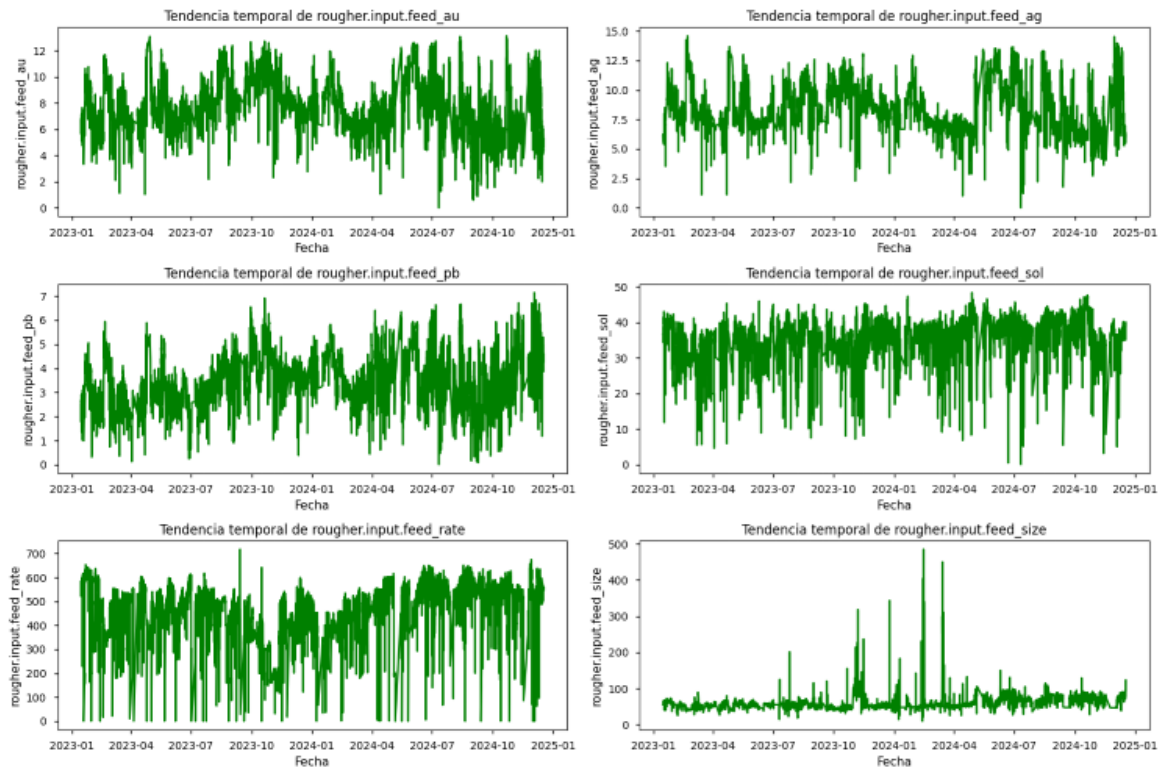 Tendencia temporal de rougher.input.feed_au
rougher.input.feed_au
12
10
8
6
4
2
0
2023-01 2023-04 2023-07 2023-10 2024-01 2024-04 2024-07 2024-10 2025-01
Fecha
Tendencia temporal de rougher.input.feed_ag
rougher.input.feed_ag
15.0
12.5
10.0
7.5
5.0
2.5
0.0
2023-01 2023-04 2023-07 2023-10 2024-01 2024-04 2024-07 2024-10 2025-01
Fecha
Tendencia temporal de rougher.input.feed_pb
rougher.input.feed_pb
7
6
5
4
3
2
1
0
2023-01 2023-04 2023-07 2023-10 2024-01 2024-04 2024-07 2024-10 2025-01
Fecha
Tendencia temporal de rougher.input.feed_sol
rougher.input.feed_sol
50
40
30
20
10
0
2023-01 2023-04 2023-07 2023-10 2024-01 2024-04 2024-07 2024-10 2025-01
Fecha
Tendencia temporal de rougher.input.feed_rate
rougher.input.feed_rate
700
600
500
400
300
200
100
0
2023-01 2023-04 2023-07 2023-10 2024-01 2024-04 2024-07 2024-10 2025-01
Fecha
Tendencia temporal de rougher.input.feed_size
rougher.input.feed_size
500
400
300
200
100
0
2023-01 2023-04 2023-07 2023-10 2024-01 2024-04 2024-07 2024-10 2025-01
Fecha